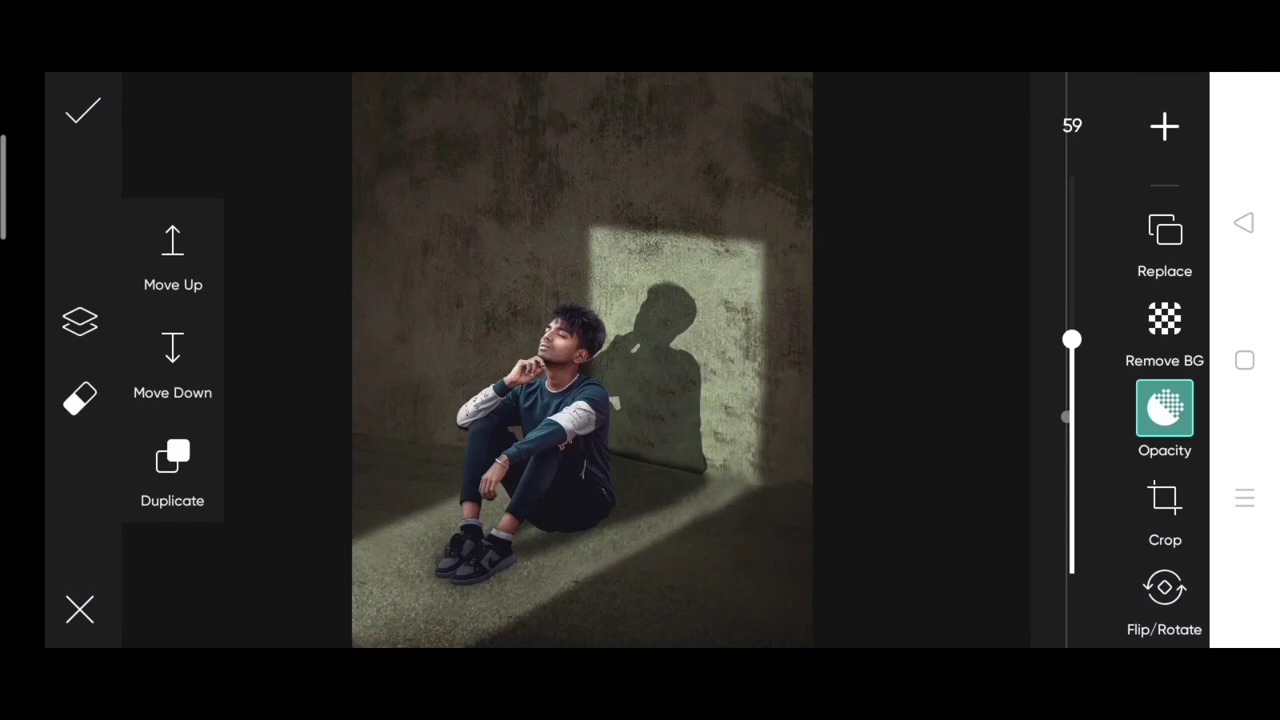 Move Up
Move Down
Duplicate
59
Replace
Remove BG
Opacity
Crop
Flip/Rotate